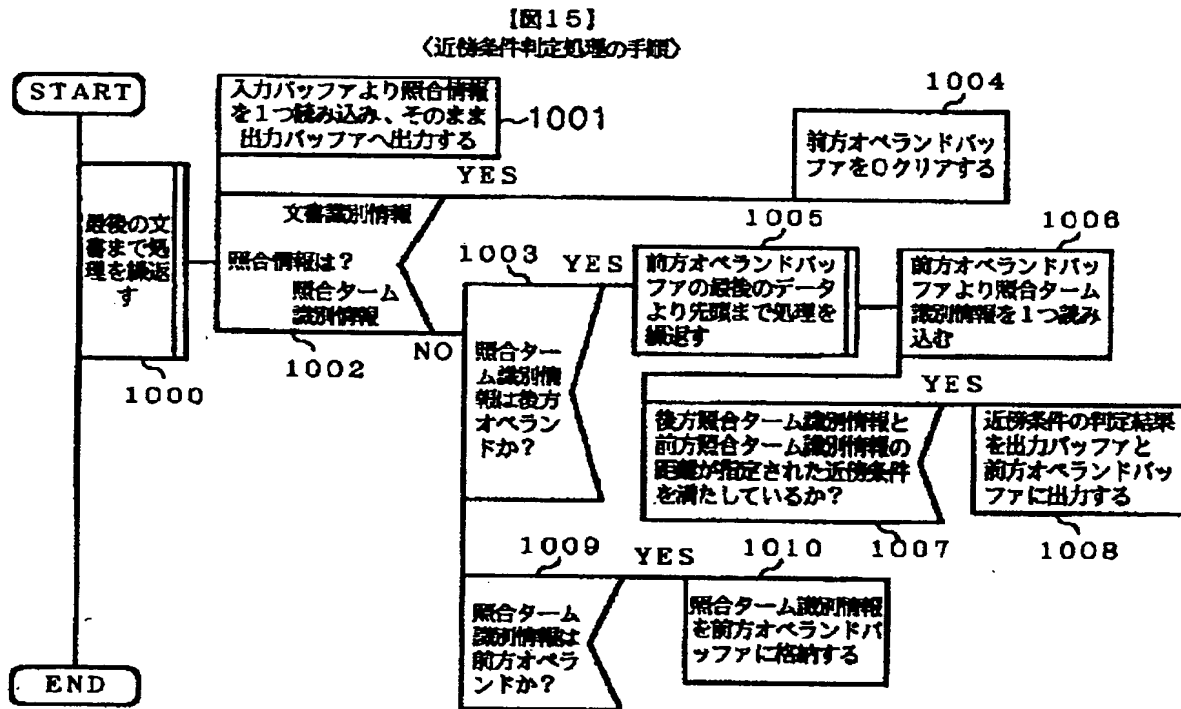 【図15】
〈近傍条件判定処理の手順〉
START
最後の文
書まで処
理を繰返
す
1000
入力バッファより照合情報
を1つ読み込み、そのまま
出力バッファへ出力する
1001
YES
文書識別情報
照合情報は?
照合ターム
識別情報
1002
NO
1004
前方オペランドバッ
ファを0クリアする
1003
YES
照合ター
ム識別情
報は後方
オペラン
ドか?
1005
前方オペランドバッ
ファの最後のデータ
より先頭まで処理を
繰返す
1006
前方オペランドバッ
ファより照合ターム
識別情報を1つ読み
込む
YES
後方照合ターム識別情報と
前方照合ターム識別情報の
距離が指定された近傍条件
を満たしているか?
1007
近傍条件の判定結果
を出力バッファと
前方オペランドバッ
ファに出力する
1008
1009
YES
照合ターム
識別情報は
前方オペラ
ンドか?
1010
照合ターム識別情報
を前方オペランドバ
ッファに格納する
END